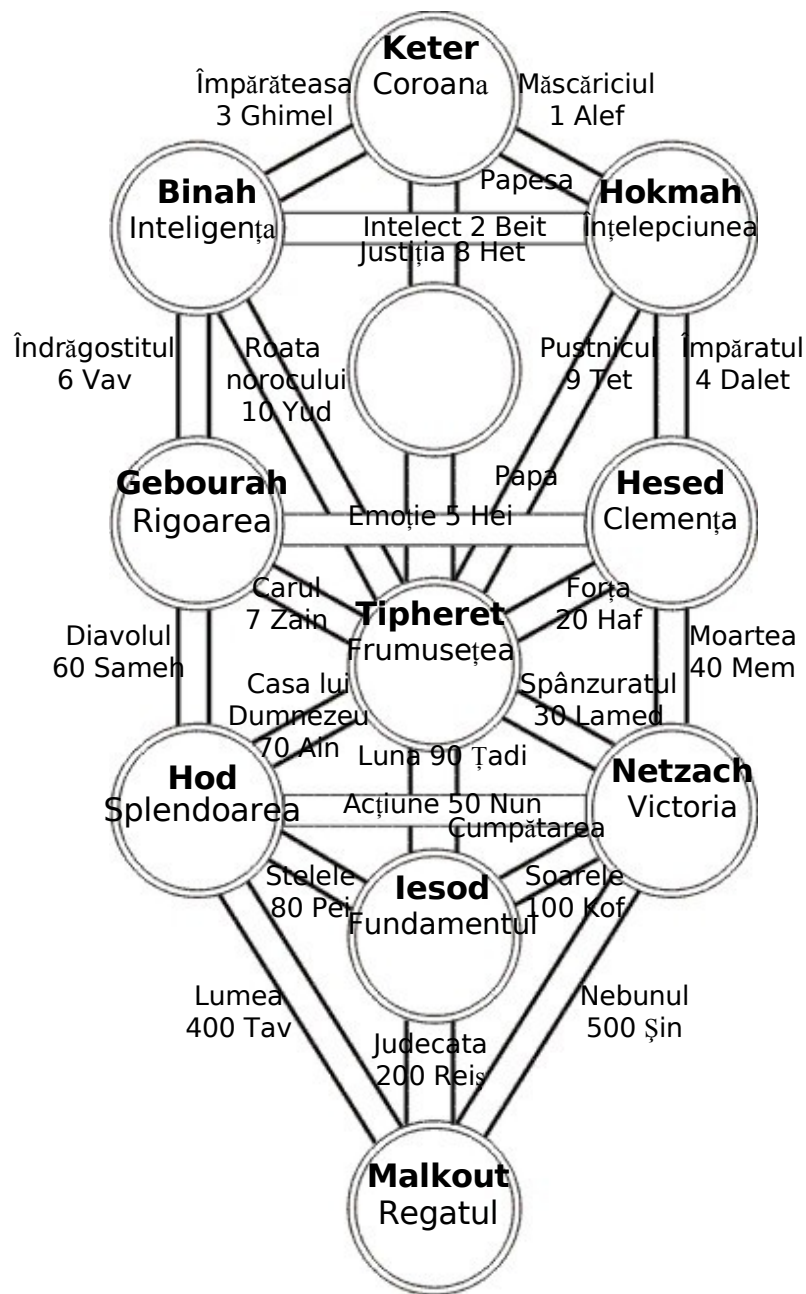 Keter
Coroana
Împărăteasa
3 Ghimel
Măscăriciul
1 Alef
Papesa
Binah
Inteligența
Hokmah
Înțelepciunea
Intelect 2 Beit
Justiția 8 Het
Îndrăgostitul
6 Vav
Roata
norocului
10 Yud
Pustnicul
9 Tet
Împăratul
4 Dalet
Papa
Gebourah
Rigoarea
Hesed
Clemența
Emoție 5 Hei
Carul
7 Zain
Forța
20 Haf
Tipheret
Frumusețea
Diavolul
60 Sameh
Moartea
40 Mem
Casa lui
Dumnezeu
70 Ain
Spânzuratul
30 Lamed
Luna 90 Țadi
Hod
Splendoarea
Netzach
Victoria
Acțiune 50 Nun
Cumpătarea
Stelele
80 Pei
Soarele
100 Kof
Iesod
Fundamentul
Lumea
400 Tav
Nebunul
500 Șin
Judecata
200 Reiș
Malkout
Regatul